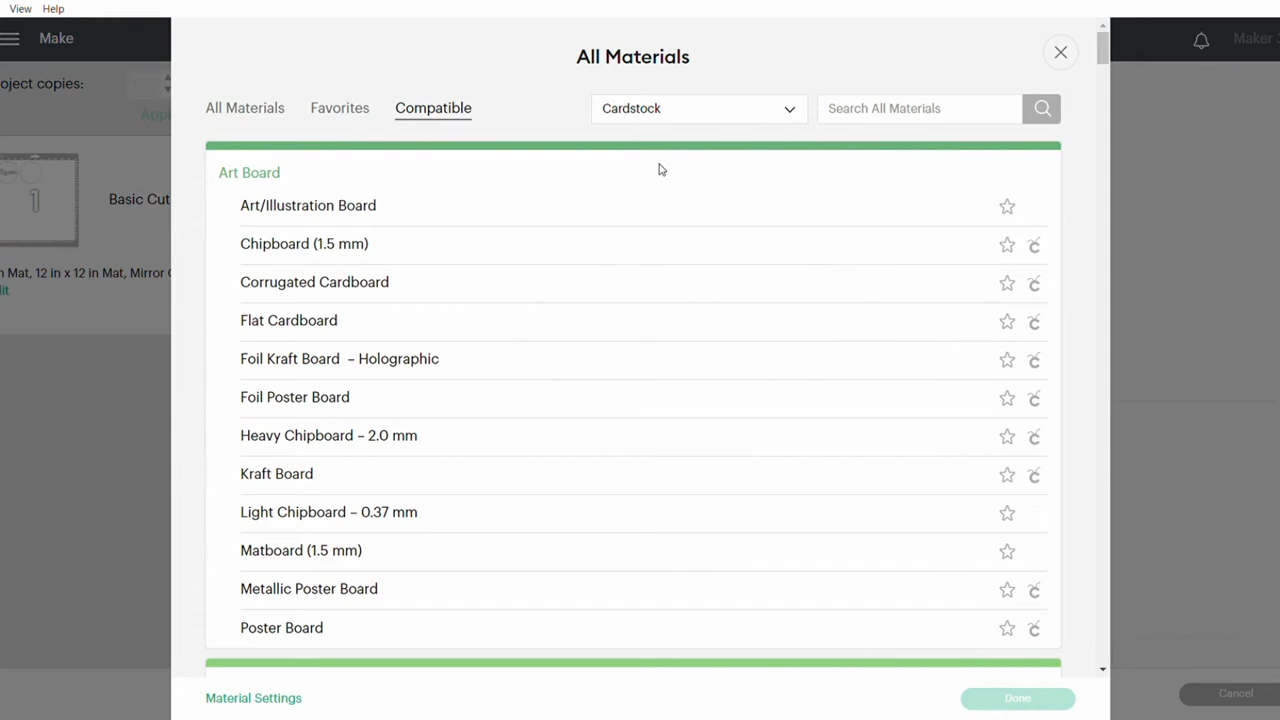 View Help
Make
Maker
oject copies:
Appl
Basic Cut
n Mat, 12 in x 12 in Mat, Mirror
dit
All Materials
All Materials Favorites Compatible Cardstock Search All Materials
Art Board
Art/Illustration Board
Chipboard (1.5 mm)
Corrugated Cardboard
Flat Cardboard
Foil Kraft Board – Holographic
Foil Poster Board
Heavy Chipboard – 2.0 mm
Kraft Board
Light Chipboard – 0.37 mm
Matboard (1.5 mm)
Metallic Poster Board
Poster Board
Material Settings Done
Cancel